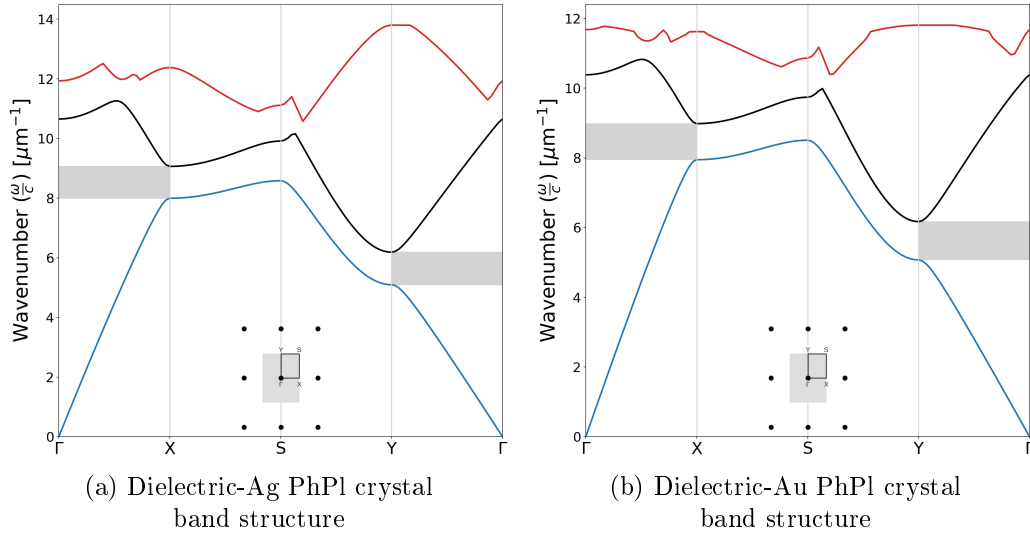 14
12
10
8
6
4
2
0
Wavenumber (ω/c) [μm⁻¹]
Y S
Γ X
Γ X S Y Γ
(a) Dielectric-Ag PhPl crystal
band structure
12
10
8
6
4
2
0
Wavenumber (ω/c) [μm⁻¹]
Y S
Γ X
Γ X S Y Γ
(b) Dielectric-Au PhPl crystal
band structure